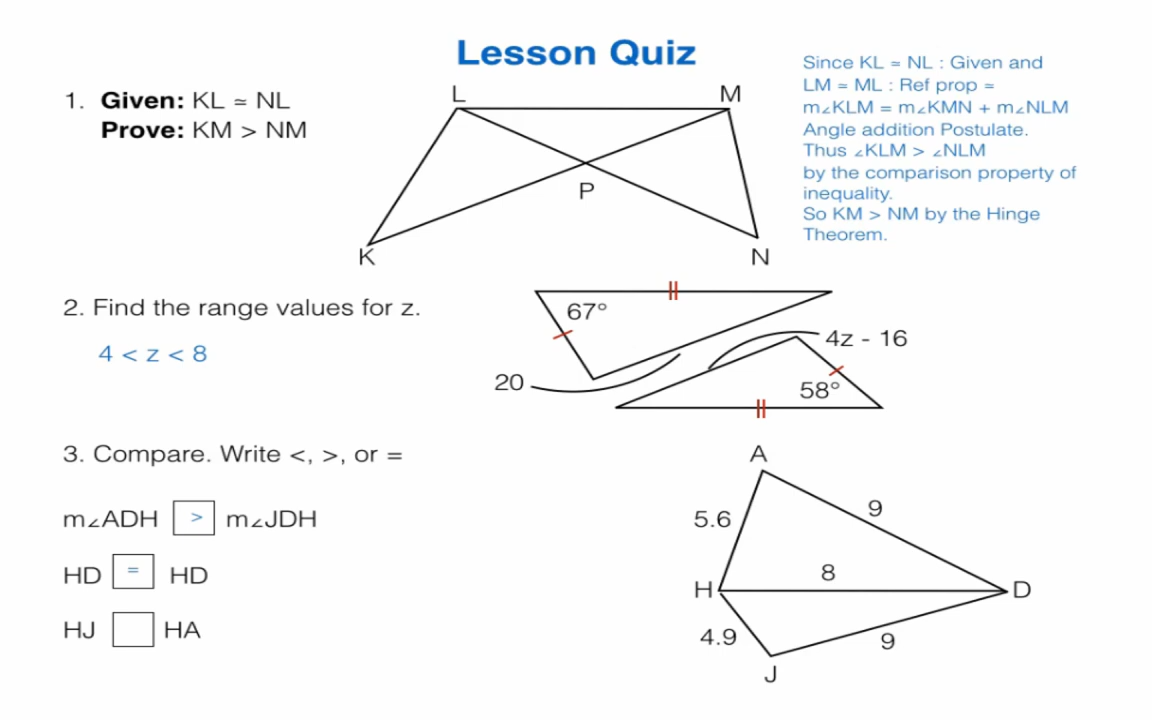 Lesson Quiz
1. Given: KL ≃ NL
Prove: KM > NM
L
M
P
K
N
Since KL ≃ NL : Given and
LM ≃ ML : Ref prop ≃
m∠KLM = m∠KMN + m∠NLM
Angle addition Postulate.
Thus ∠KLM > ∠NLM
by the comparison property of
inequality.
So KM > NM by the Hinge
Theorem.
2. Find the range values for z.
4 < z < 8
67°
20
4z - 16
58°
3. Compare. Write <, >, or =
m∠ADH > m∠JDH
HD = HD
HJ HA
A
5.6
9
8
H
D
4.9
9
J